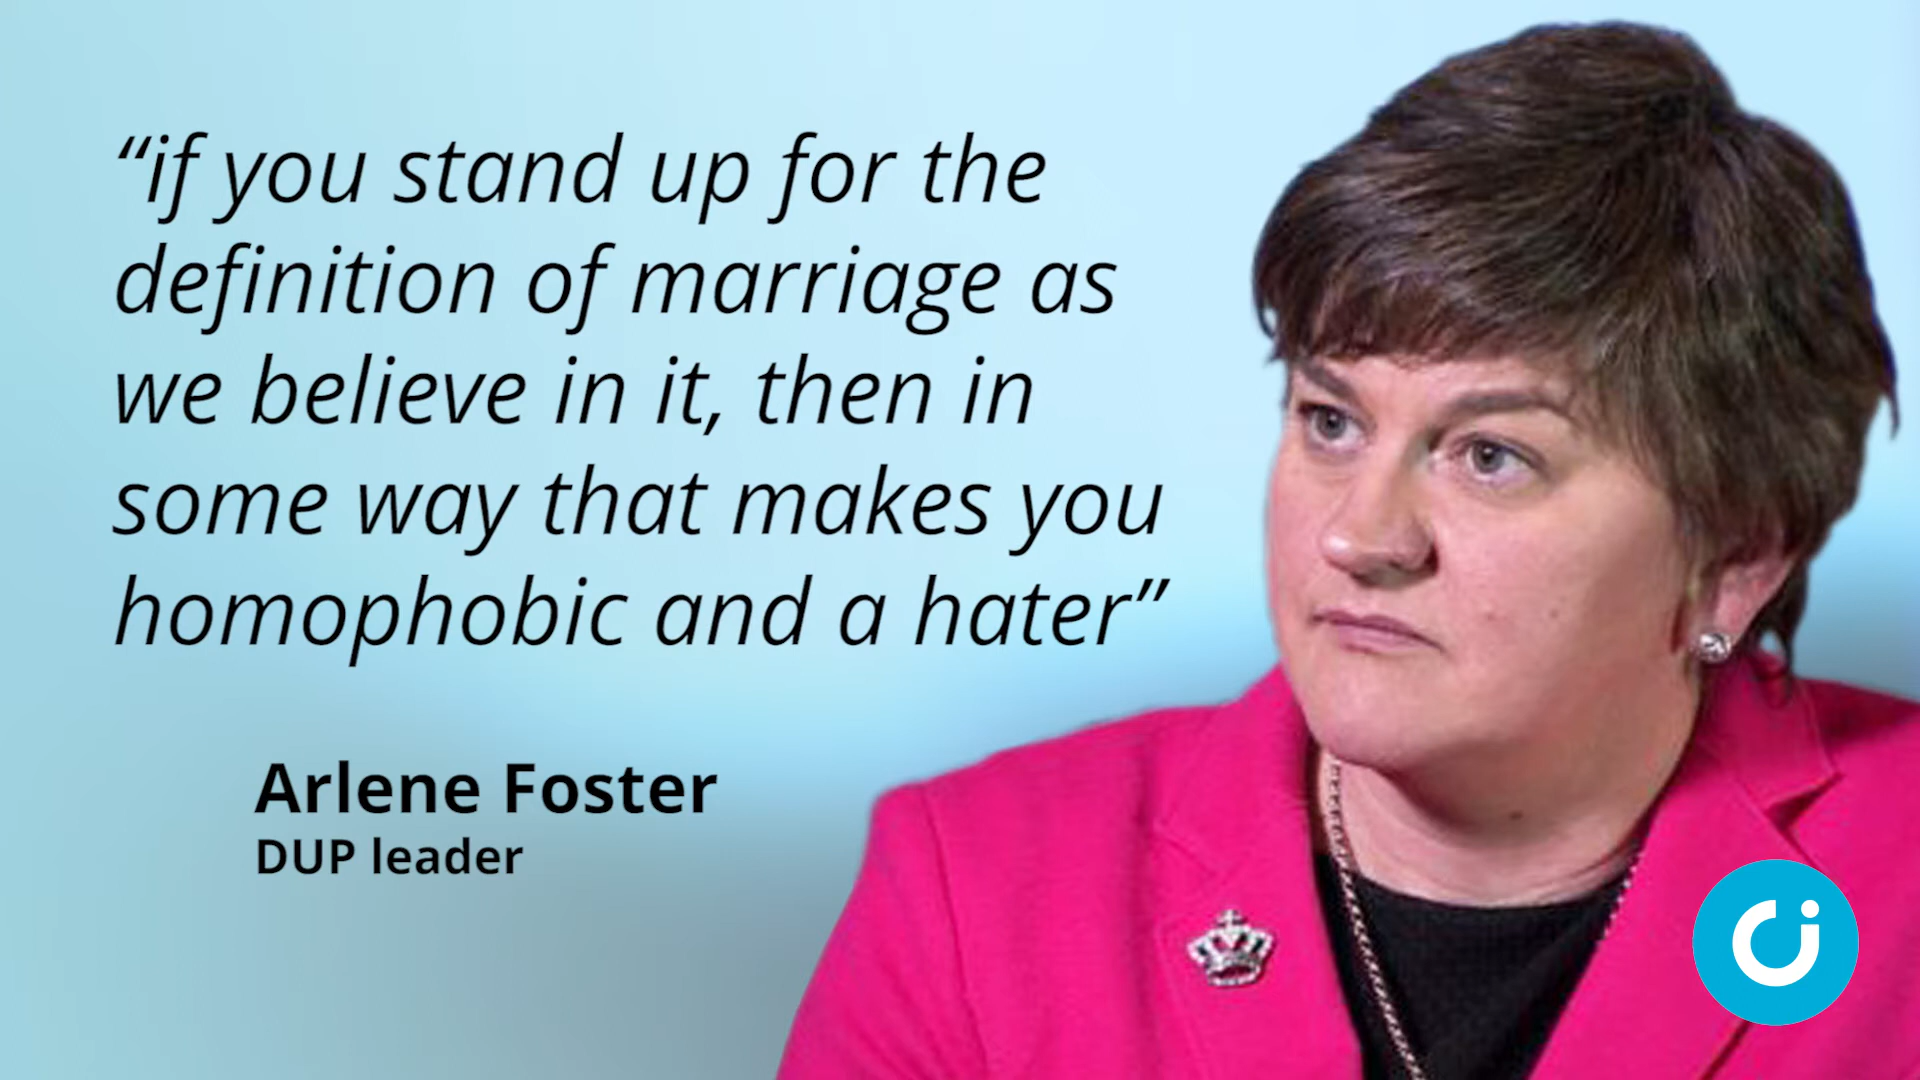 “if you stand up for the
definition of marriage as
we believe in it, then in
some way that makes you
homophobic and a hater”
Arlene Foster
DUP leader